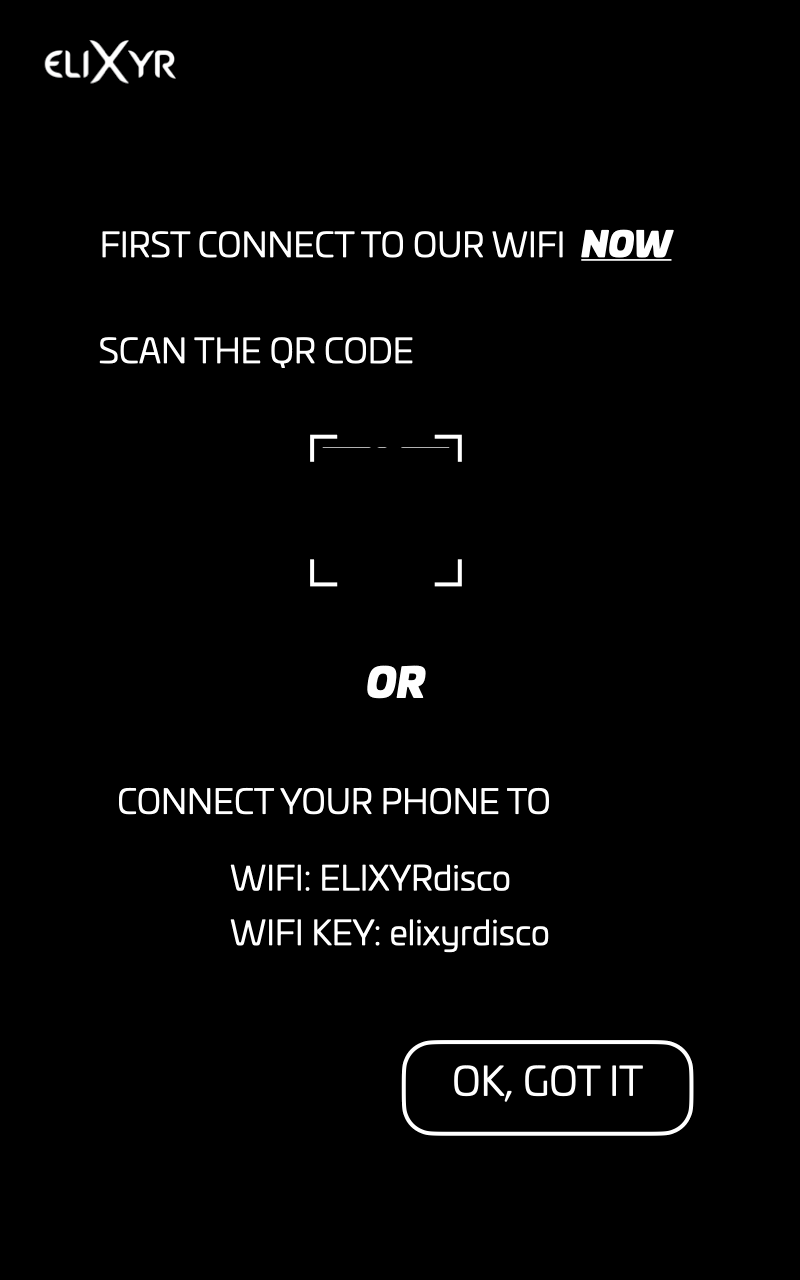 ELIXYR
FIRST CONNECT TO OUR WIFI NOW
SCAN THE QR CODE
OR
CONNECT YOUR PHONE TO
WIFI: ELIXYRdisco
WIFI KEY: elixyrdisco
OK, GOT IT